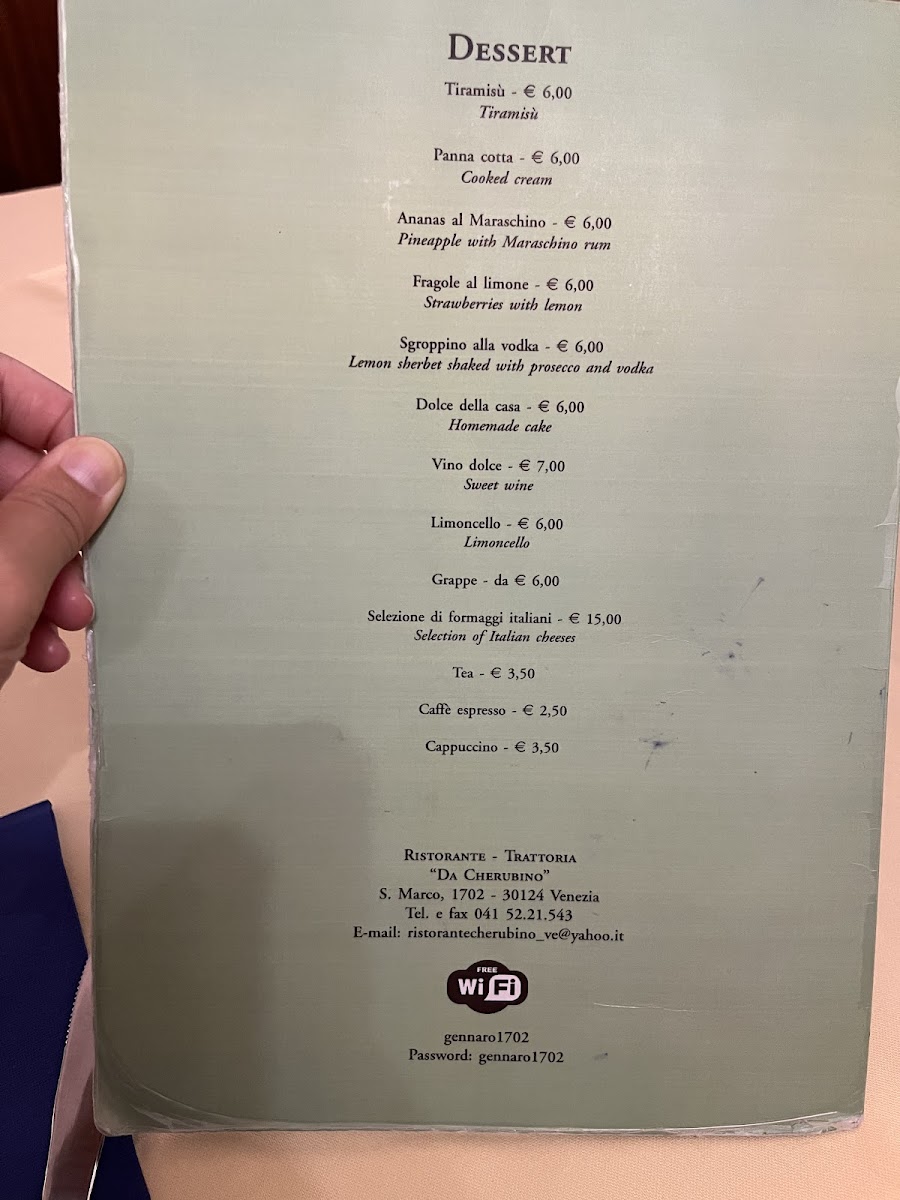 DESSERT
Tiramisù - € 6,00
Tiramisù
Panna cotta - € 6,00
Cooked cream
Ananas al Maraschino - € 6,00
Pineapple with Maraschino rum
Fragole al limone - € 6,00
Strawberries with lemon
Sgroppino alla vodka - € 6,00
Lemon sherbet shaked with prosecco and vodka
Dolce della casa - € 6,00
Homemade cake
Vino dolce - € 7,00
Sweet wine
Limoncello - € 6,00
Limoncello
Grappe - da € 6,00
Selezione di formaggi italiani - € 15,00
Selection of Italian cheeses
Tea - € 3,50
Caffè espresso - € 2,50
Cappuccino - € 3,50
RISTORANTE - TRATTORIA
"DA CHERUBINO"
S. Marco, 1702 - 30124 Venezia
Tel. e fax 041 52.21.543
E-mail: ristorantecherubino_ve@yahoo.it
FREE
Wi Fi
gennaro1702
Password: gennaro1702